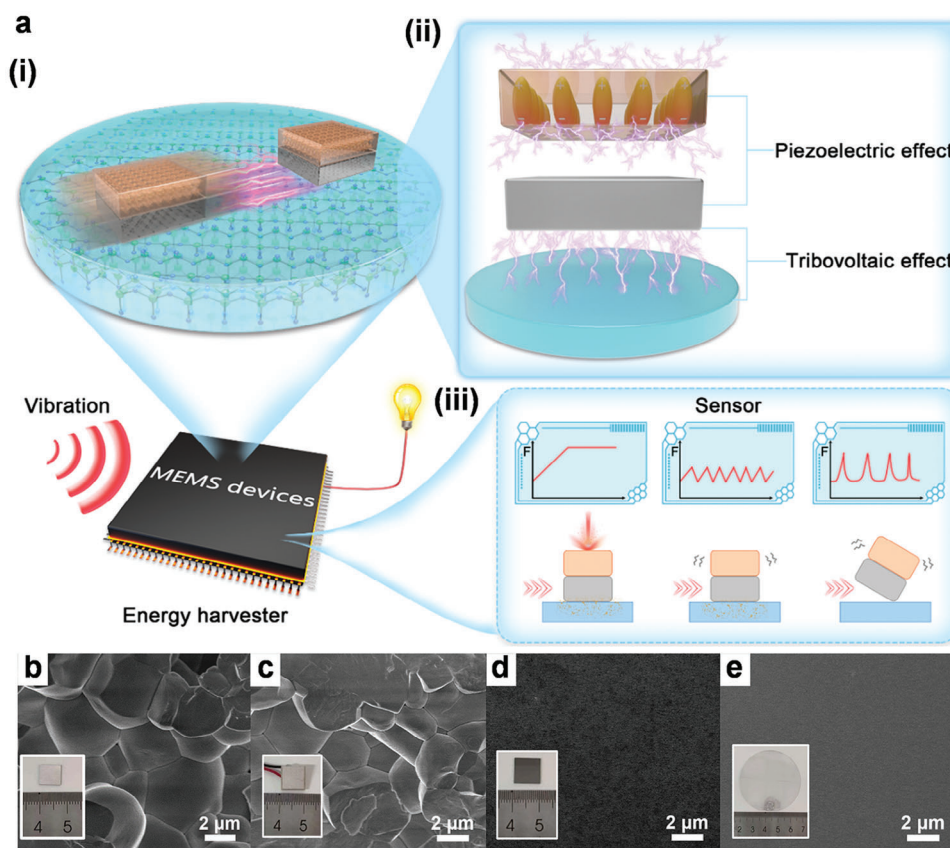 a
(i)
(ii)
Piezoelectric effect
Tribovoltaic effect
Vibration
MEMS devices
Energy harvester
(iii)
Sensor
F
F
F
b
4 5
2 μm
c
4 5
2 μm
d
4 5
2 μm
e
2 3 4 5 6 7
2 μm